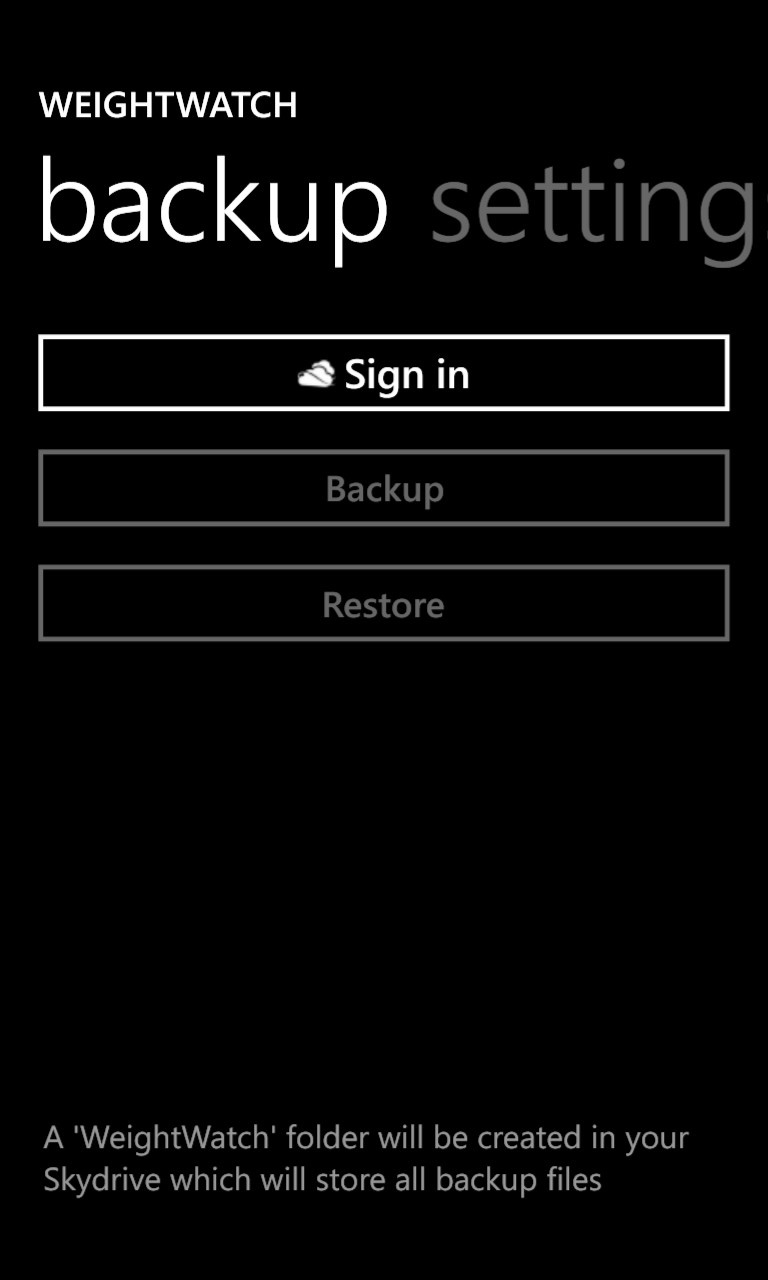 WEIGHTWATCH
backup settings
Sign in
Backup
Restore
A 'WeightWatch' folder will be created in your
Skydrive which will store all backup files